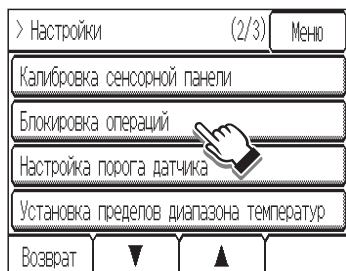 > Настройки (2/3) Меню
Калибровка сенсорной панели
Блокировка операций
Настройка порога датчика
Установка пределов диапазона температур
Возврат ▼ ▲